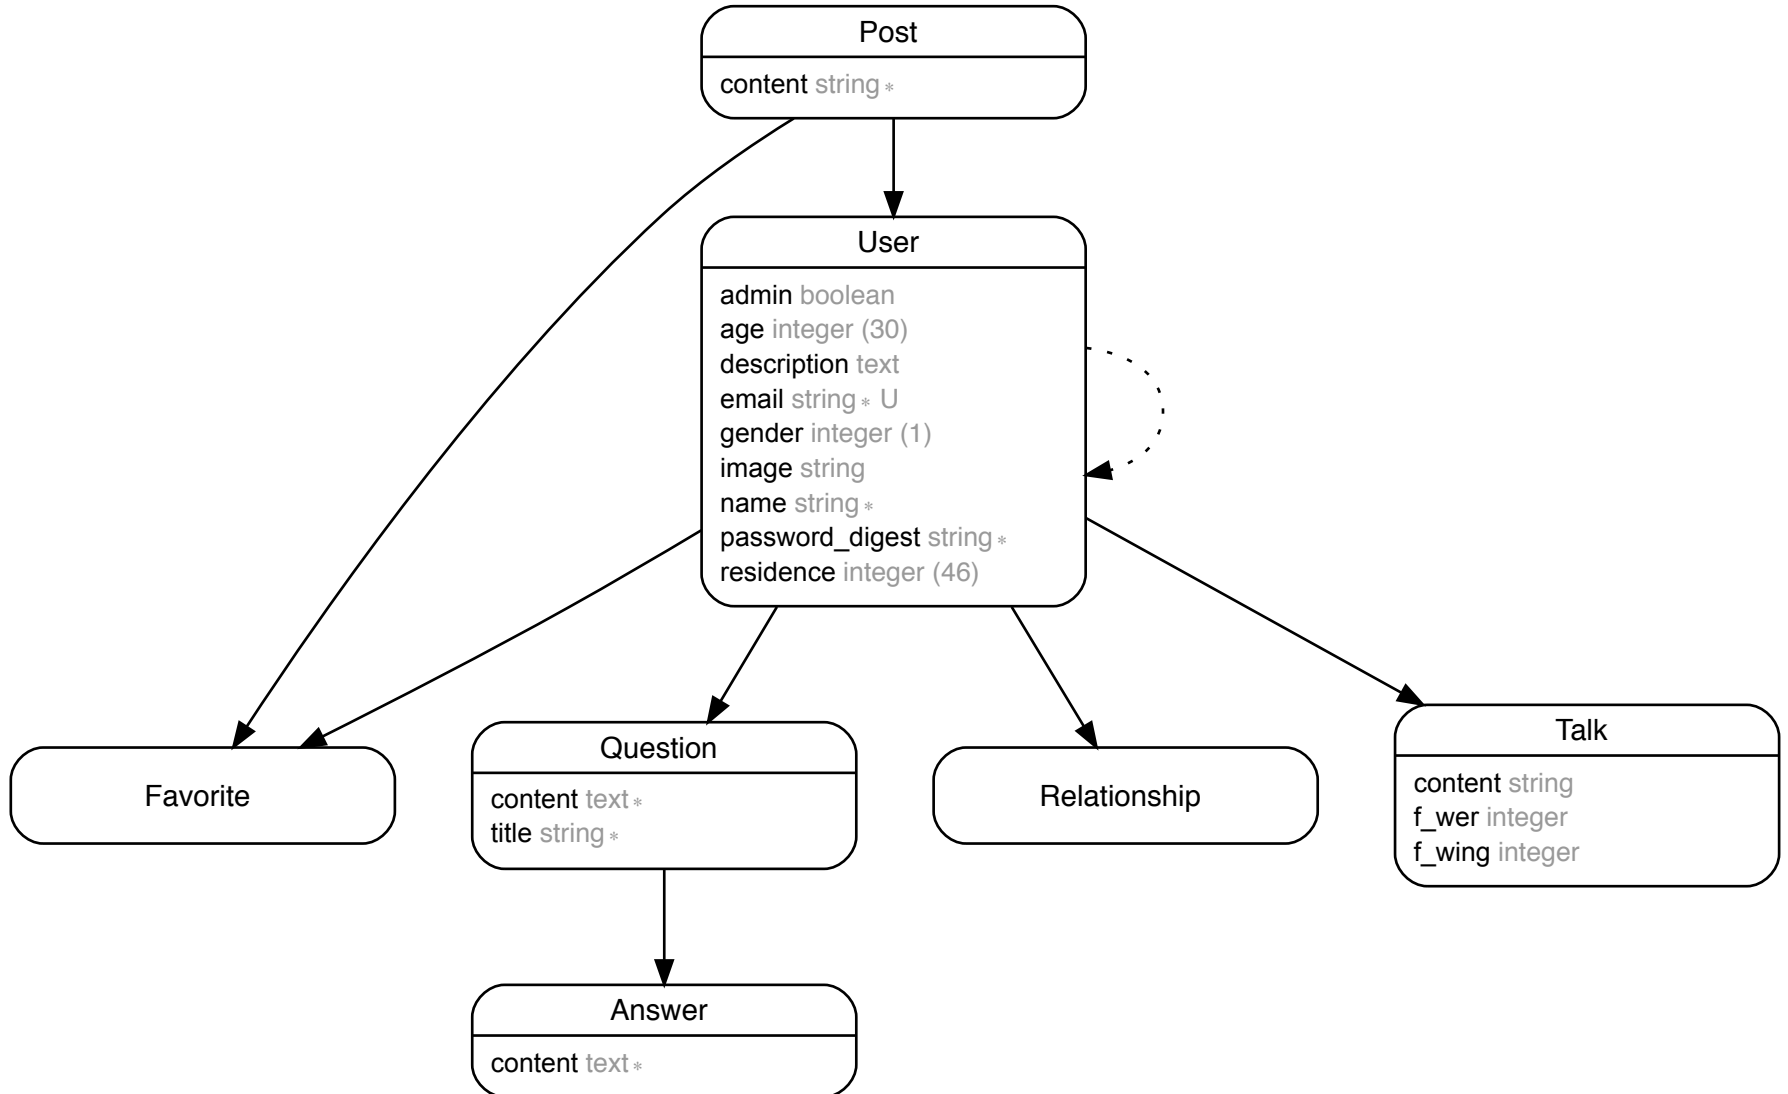 Post
content string *
User
admin boolean
age integer (30)
description text
email string * U
gender integer (1)
image string
name string *
password_digest string *
residence integer (46)
Favorite
Question
content text *
title string *
Relationship
Talk
content string
f_wer integer
f_wing integer
Answer
content text *